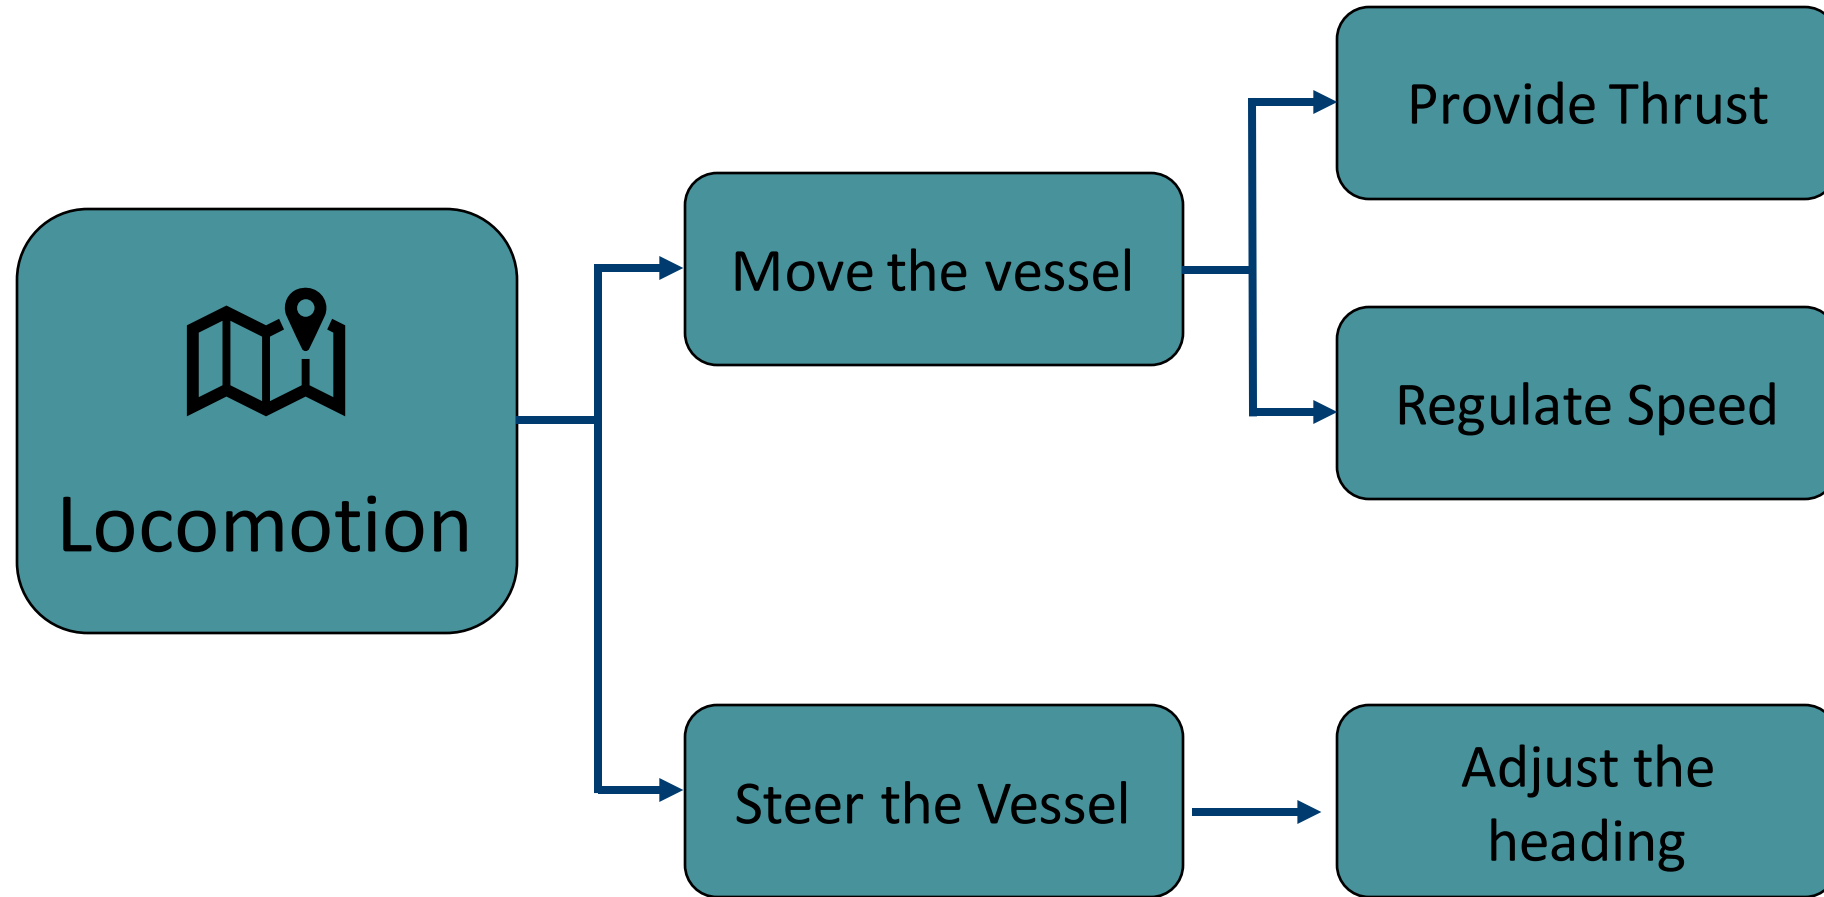 Locomotion
Move the vessel
Provide Thrust
Regulate Speed
Steer the Vessel
Adjust the
heading